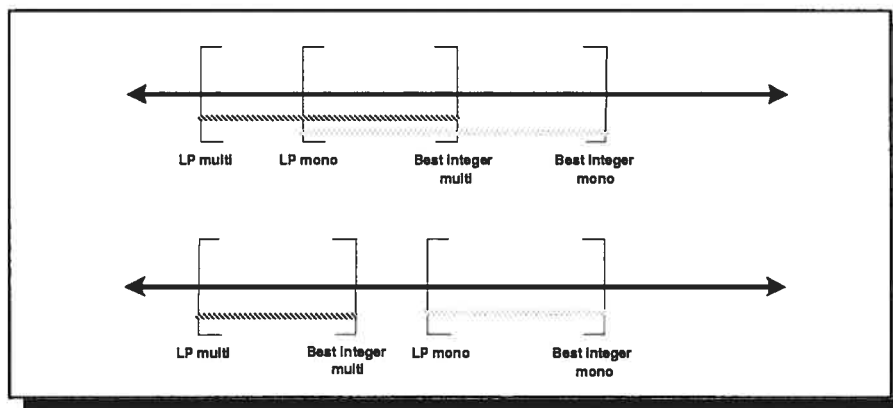 LP multi LP mono Best integer Best integer
multi mono
LP multi Best integer LP mono Best integer
multi mono